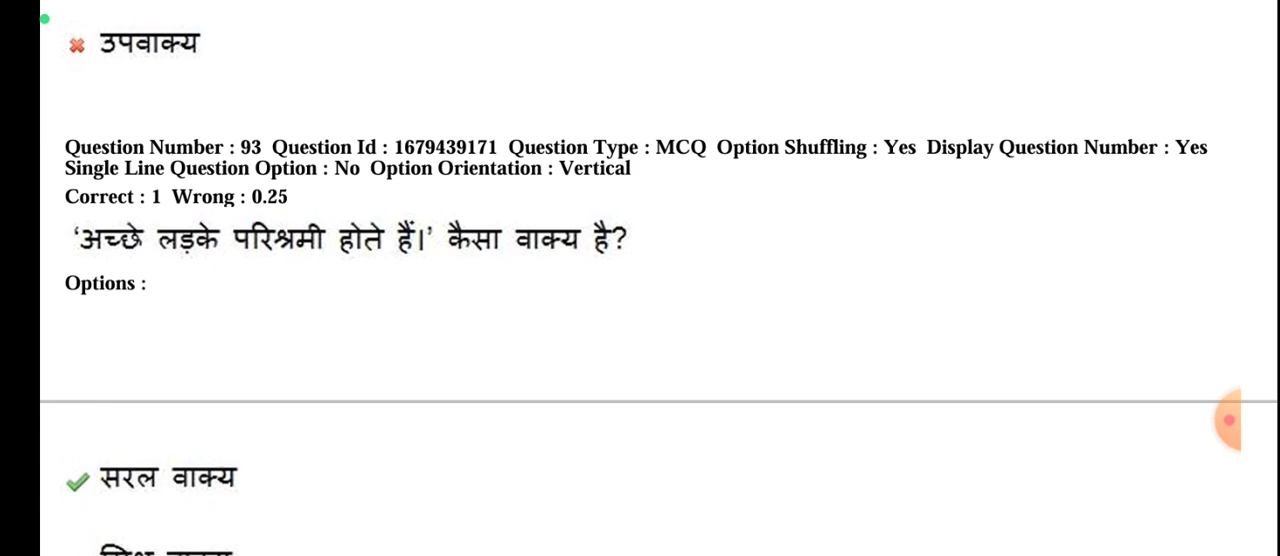 उपवाक्य
Question Number : 93 Question Id : 1679439171 Question Type : MCQ Option Shuffling : Yes Display Question Number : Yes
Single Line Question Option : No Option Orientation : Vertical
Correct : 1 Wrong : 0.25
‘अच्छे लड़के परिश्रमी होते हैं।’ कैसा वाक्य है?
Options :
सरल वाक्य